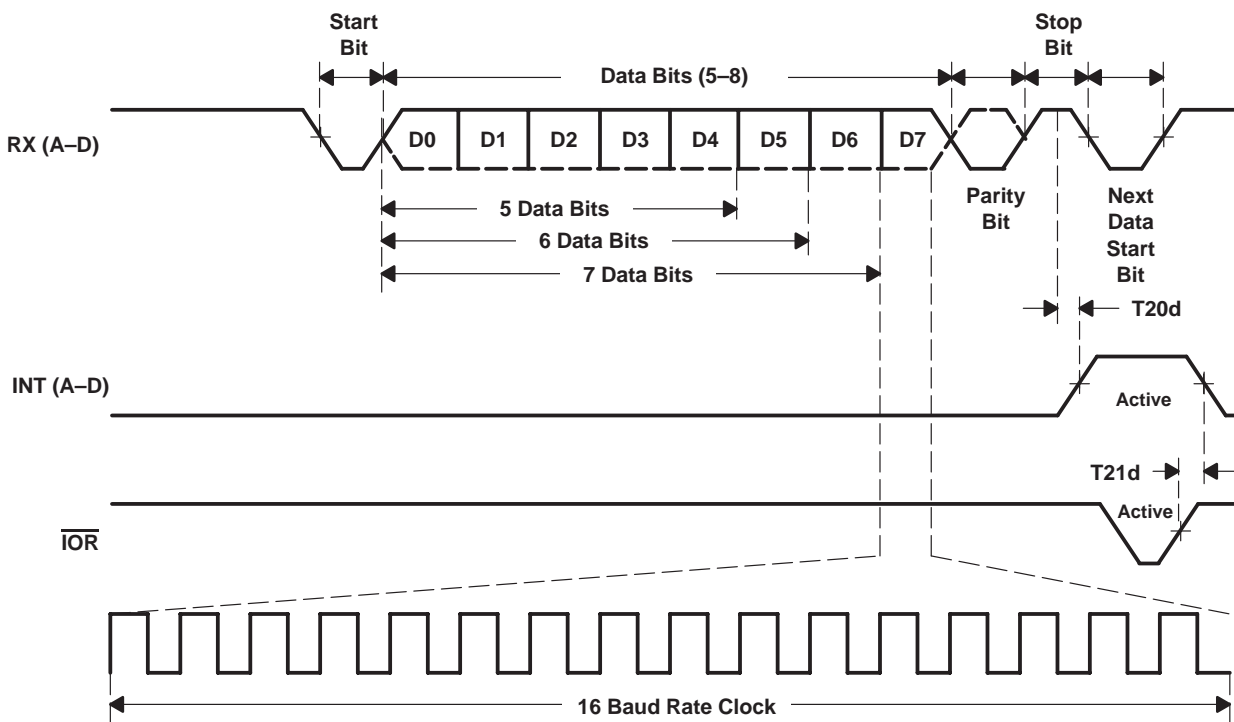 Start
Bit
Data Bits (5–8)
Stop
Bit
RX (A–D)
D0 D1 D2 D3 D4 D5 D6 D7
5 Data Bits
6 Data Bits
7 Data Bits
Parity
Bit
Next
Data
Start
Bit
T20d
INT (A–D)
Active
T21d
IOR
Active
16 Baud Rate Clock